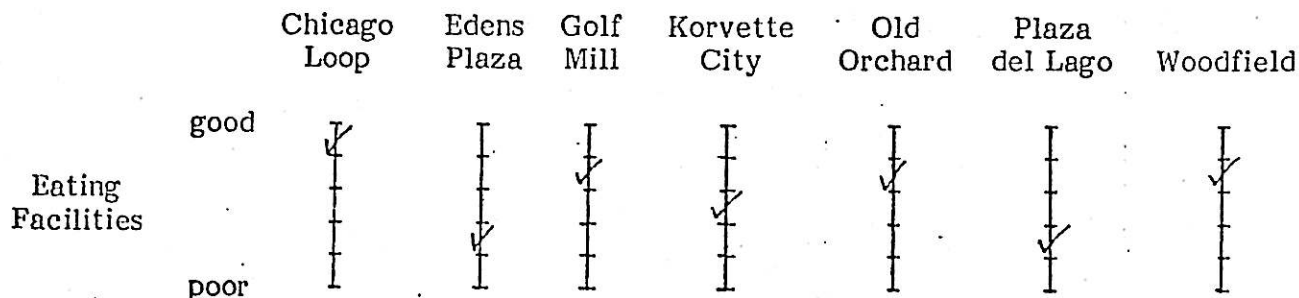 Chicago Edens Golf Korvette Old Plaza
Loop Plaza Mill City Orchard del Lago Woodfield
good
Eating
Facilities
poor